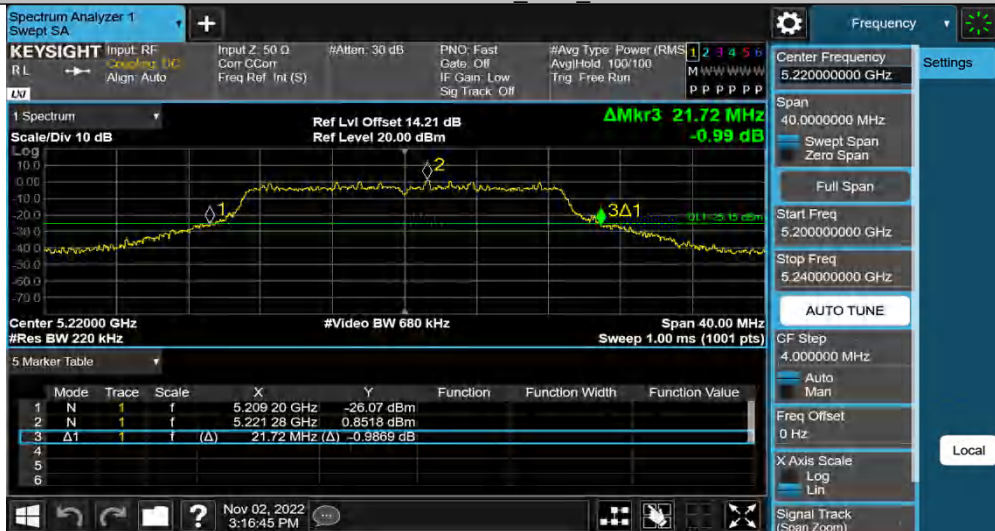 Spectrum Analyzer 1
Swept SA
Frequency
KEYSIGHT
RL
LXI
Input: RF
Coupling: DC
Align: Auto
Input Z: 50 Ω
Corr CCorr
Freq Ref: Int (S)
#Atten: 30 dB
PNO: Fast
Gate: Off
IF Gain: Low
Sig Track: Off
#Avg Type: Power (RMS
Avg|Hold: 100/100
Trig: Free Run
1 2 3 4 5 6
M W W W W W
P P P P P P
Center Frequency
5.220000000 GHz
Settings
Span
40.0000000 MHz
Swept Span
Zero Span
Full Span
Start Freq
5.200000000 GHz
Stop Freq
5.240000000 GHz
AUTO TUNE
CF Step
4.000000 MHz
Auto
Man
Freq Offset
0 Hz
X Axis Scale
Log
Lin
Signal Track
(Span Zoom)
Local
1 Spectrum
Scale/Div 10 dB
Ref Lvl Offset 14.21 dB
Ref Level 20.00 dBm
ΔMkr3 21.72 MHz
-0.99 dB
Log
10.0
0.00
-10.0
-20.0
-30.0
-40.0
-50.0
-60.0
-70.0
1
2
3Δ1
DL1 -25.15 dBm
Center 5.22000 GHz
#Res BW 220 kHz
#Video BW 680 kHz
Span 40.00 MHz
Sweep 1.00 ms (1001 pts)
5 Marker Table
Mode Trace Scale X Y Function Function Width Function Value
1 N 1 f 5.209 20 GHz -26.07 dBm
2 N 1 f 5.221 28 GHz 0.8518 dBm
3 Δ1 1 f (Δ) 21.72 MHz (Δ) -0.9869 dB
4
5
6
?
Nov 02, 2022
3:16:45 PM